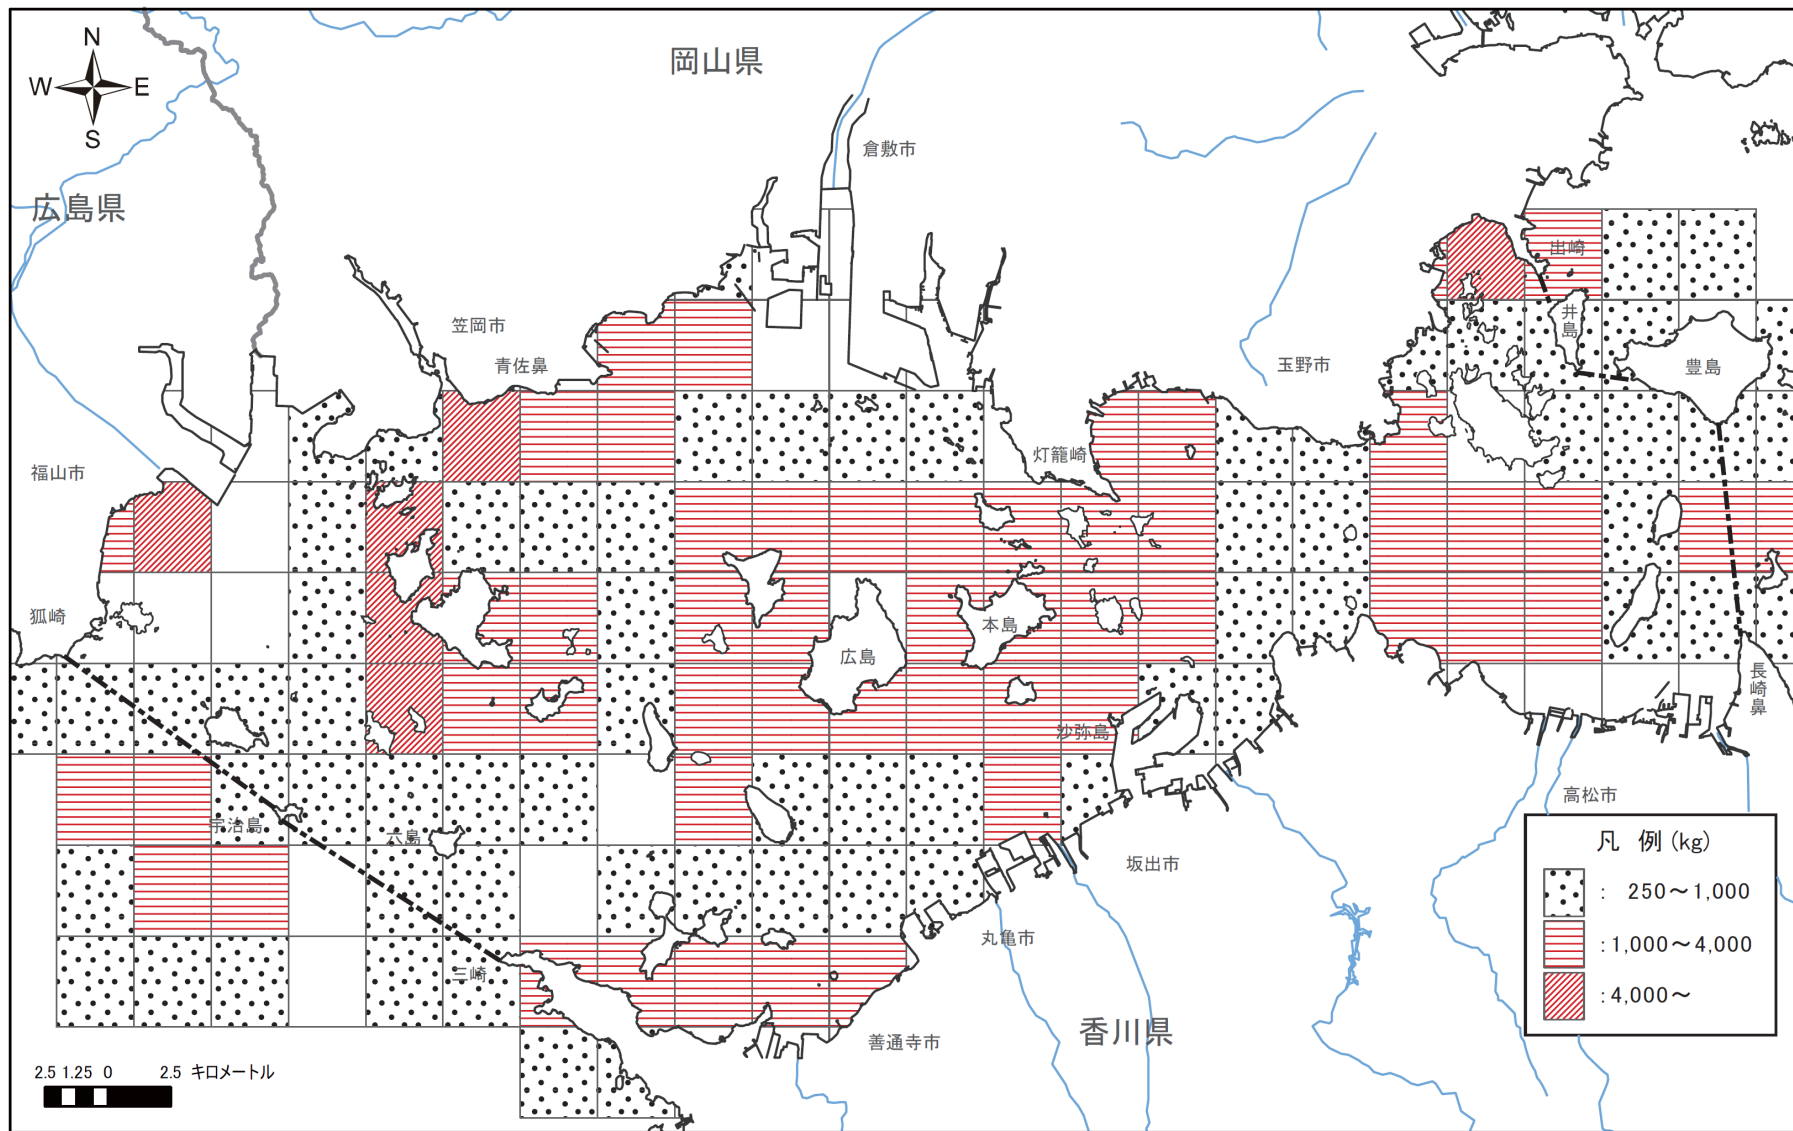 N
W E
S
岡山県
倉敷市
広島県
出崎
井島
笠岡市
青佐鼻
玉野市
豊島
灯籠崎
福山市
狐崎
本島
広島
長崎鼻
沙弥島
高松市
宇治島
六島
坂出市
凡 例 (kg)
: 250～1,000
:1,000～4,000
:4,000～
丸亀市
三崎
善通寺市
香川県
2.5 1.25 0 2.5 キロメートル